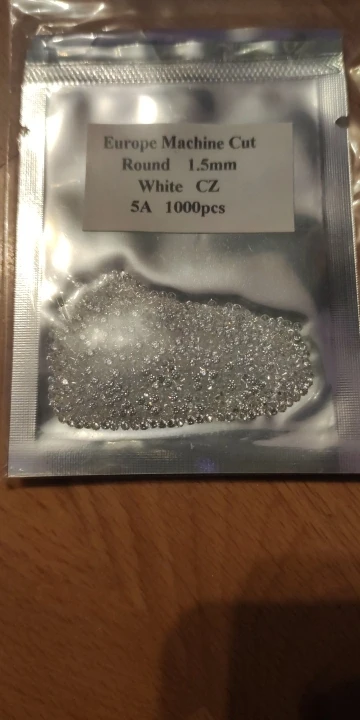 Europe Machine Cut
Round 1.5mm
White CZ
5A 1000pcs